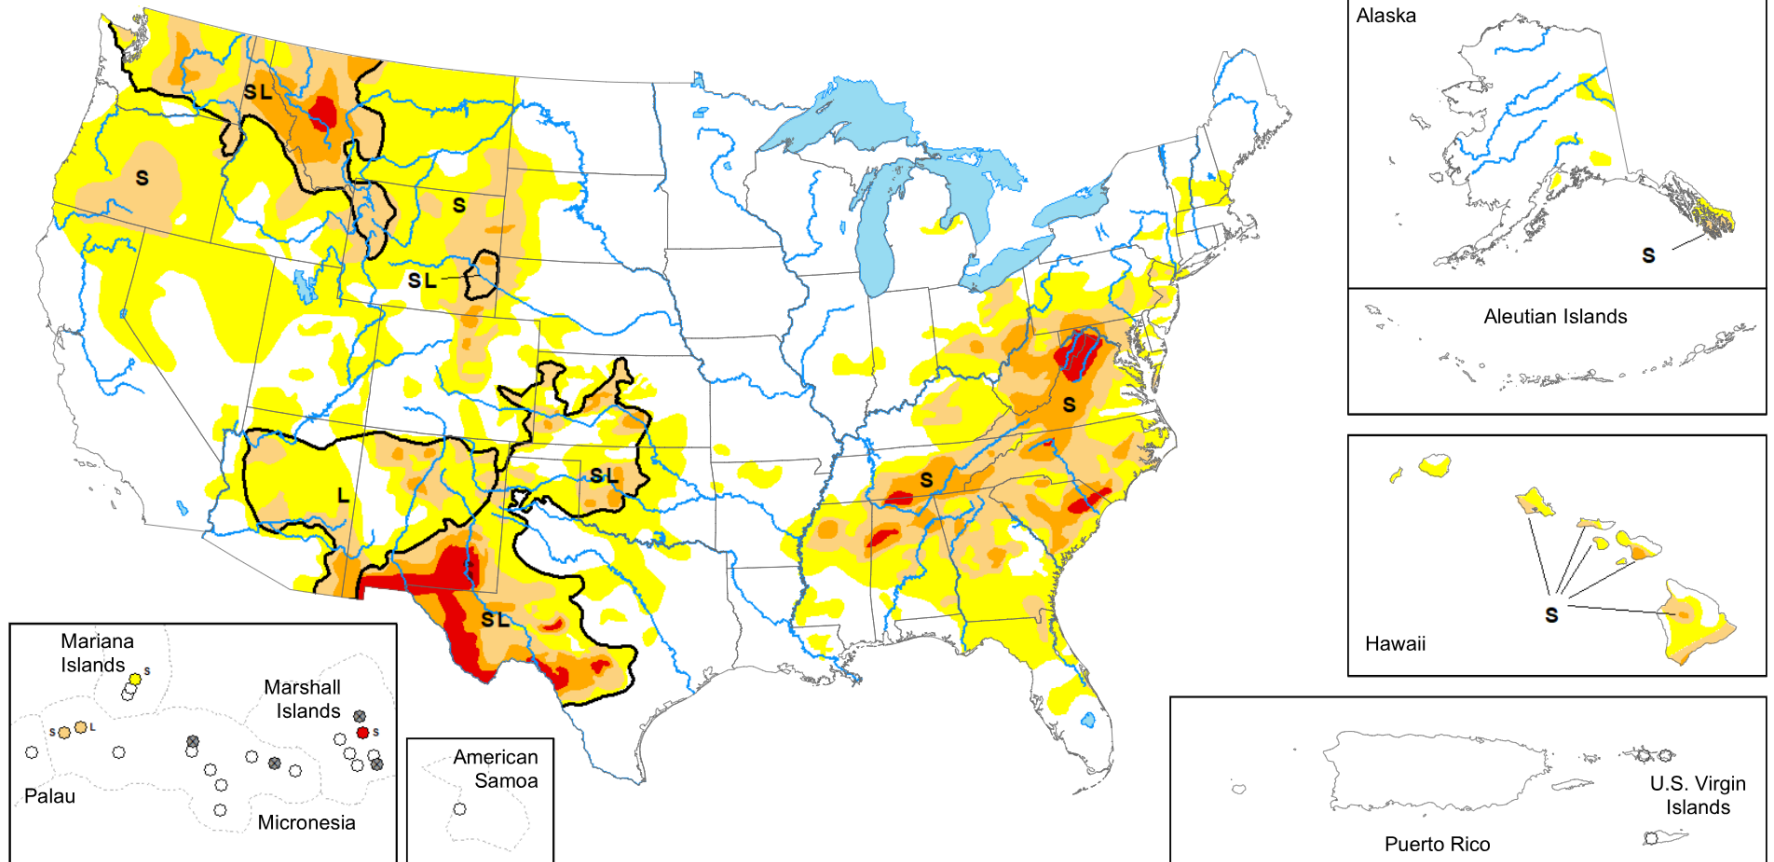 Alaska
SL
S
S
SL
S
Aleutian Islands
S
SL
S
L
SL
S
Hawaii
Mariana
Islands
S
Marshall
Islands
S
L
S
Palau
Micronesia
American
Samoa
U.S. Virgin
Islands
Puerto Rico